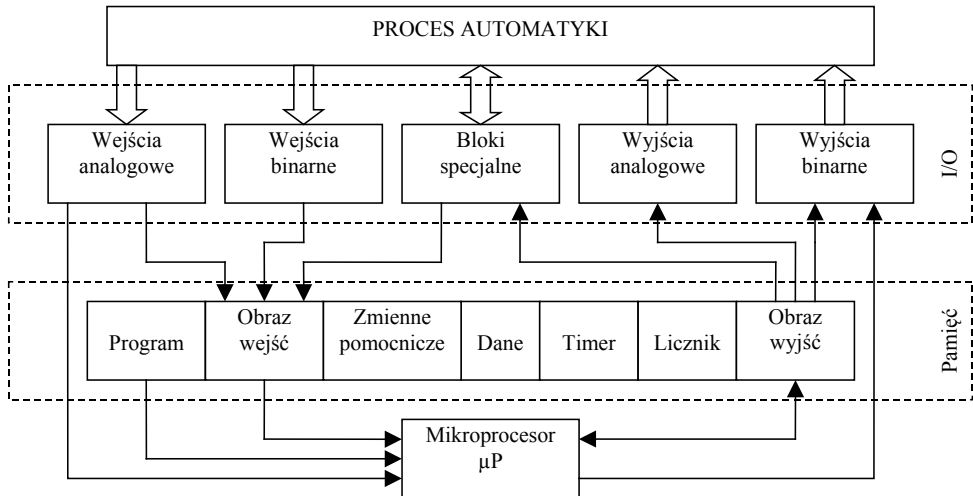 PROCES AUTOMATYKI
Wejścia
analogowe
Wejścia
binarne
Bloki
specjalne
Wyjścia
analogowe
Wyjścia
binarne
I/O
Program
Obraz
wejść
Zmienne
pomocnicze
Dane
Timer
Licznik
Obraz
wyjść
Pamięć
Mikroprocesor
µP